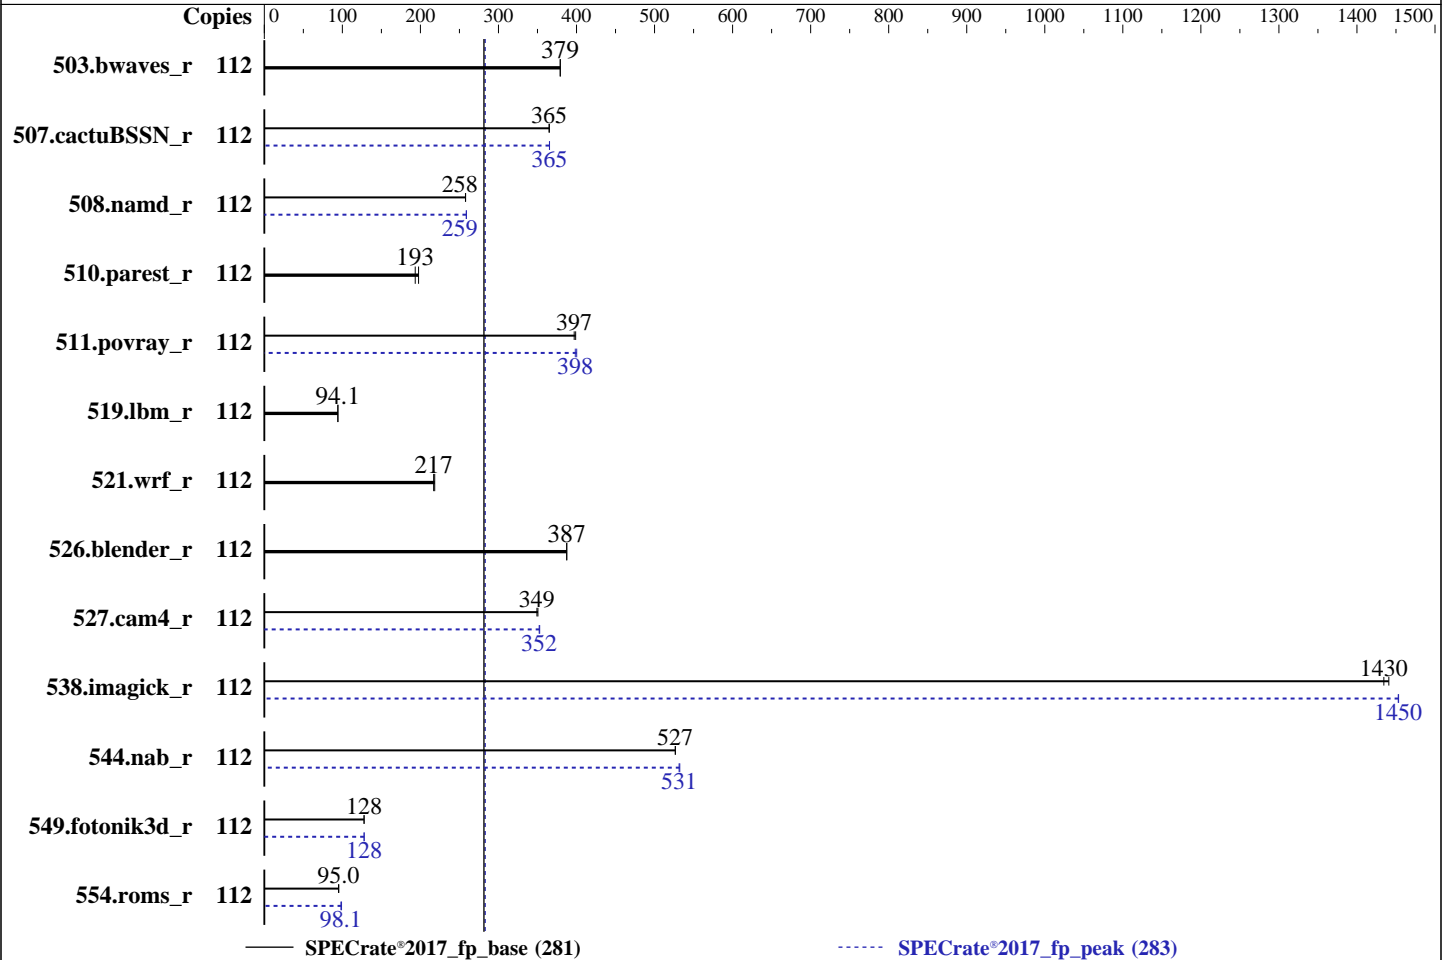 Copies 0 100 200 300 400 500 600 700 800 900 1000 1100 1200 1300 1400 1500
379
503.bwaves_r 112
365
507.cactuBSSN_r 112
365
258
508.namd_r 112
259
193
510.parest_r 112
397
511.povray_r 112
398
94.1
519.lbm_r 112
217
521.wrf_r 112
387
526.blender_r 112
349
527.cam4_r 112
352
1430
538.imagick_r 112
1450
527
544.nab_r 112
531
128
549.fotonik3d_r 112
128
95.0
554.roms_r 112
98.1
SPECrate®2017_fp_base (281) SPECrate®2017_fp_peak (283)